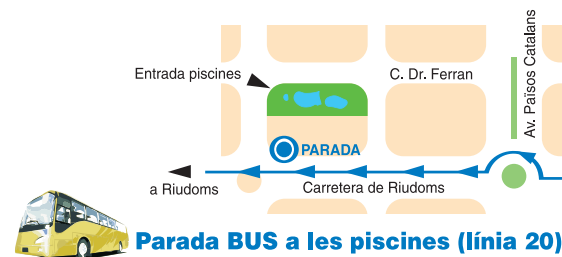 Av. Països Catalans
Entrada piscines
C. Dr. Ferran
PARADA
a Riudoms
Carretera de Riudoms
Parada BUS a les piscines (línia 20)